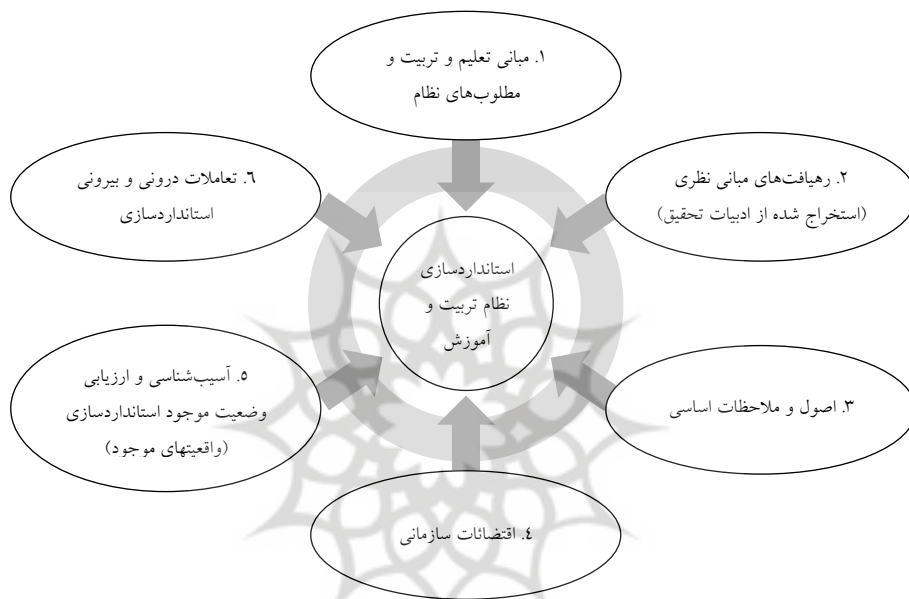 ۱. مبانی تعلیم و تربیت و
مطلوب‌های نظام
۲. رهیافت‌های مبانی نظری
(استخراج شده از ادبیات تحقیق)
۳. اصول و ملاحظات اساسی
٤. اقتضائات سازمانی
۵. آسیب‌شناسی و ارزیابی
وضعیت موجود استانداردسازی
(واقعیتهای موجود)
٦. تعاملات درونی و بیرونی
استانداردسازی
استانداردسازی
نظام تربیت و
آموزش